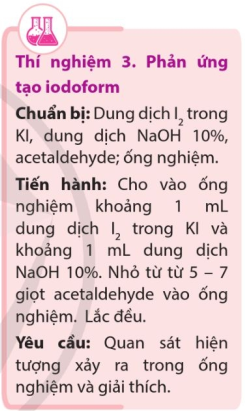 Thí nghiệm 3. Phản ứng
tạo iodoform
Chuẩn bị: Dung dịch I₂ trong
KI, dung dịch NaOH 10%,
acetaldehyde; ống nghiệm.
Tiến hành: Cho vào ống
nghiệm khoảng 1 mL
dung dịch I₂ trong KI và
khoảng 1 mL dung dịch
NaOH 10%. Nhỏ từ từ 5 – 7
giọt acetaldehyde vào ống
nghiệm. Lắc đều.
Yêu cầu: Quan sát hiện
tượng xảy ra trong ống
nghiệm và giải thích.